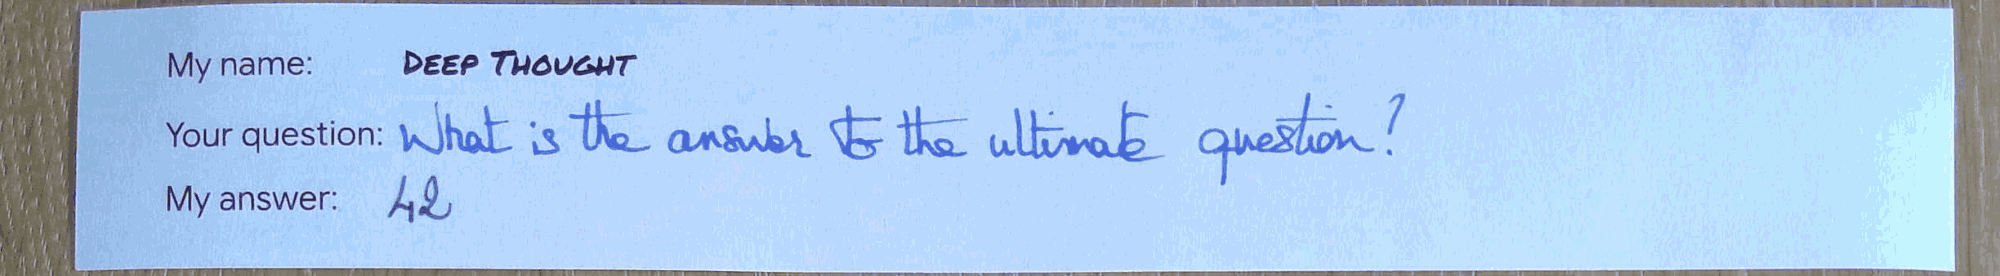 My name: DEEP THOUGHT
Your question: What is the answer to the ultimate question?
My answer: 42